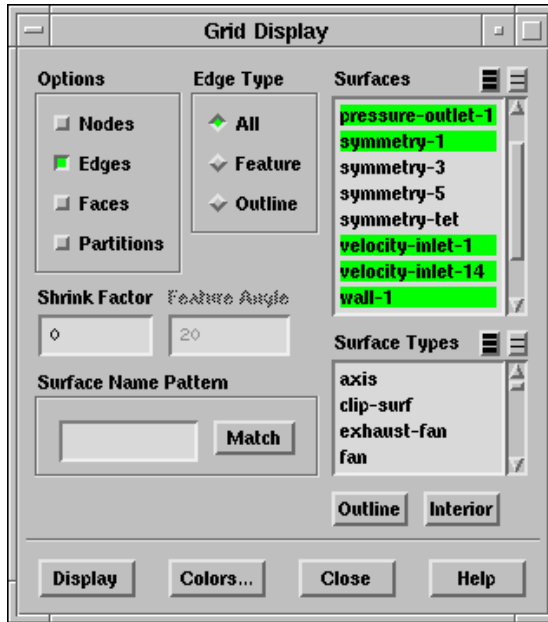 Grid Display
Options
Nodes
Edges
Faces
Partitions
Edge Type
All
Feature
Outline
Surfaces
pressure-outlet-1
symmetry-1
symmetry-3
symmetry-5
symmetry-tet
velocity-inlet-1
velocity-inlet-14
wall-1
Shrink Factor
0
Feature Angle
20
Surface Name Pattern
Match
Surface Types
axis
clip-surf
exhaust-fan
fan
Outline
Interior
Display
Colors...
Close
Help